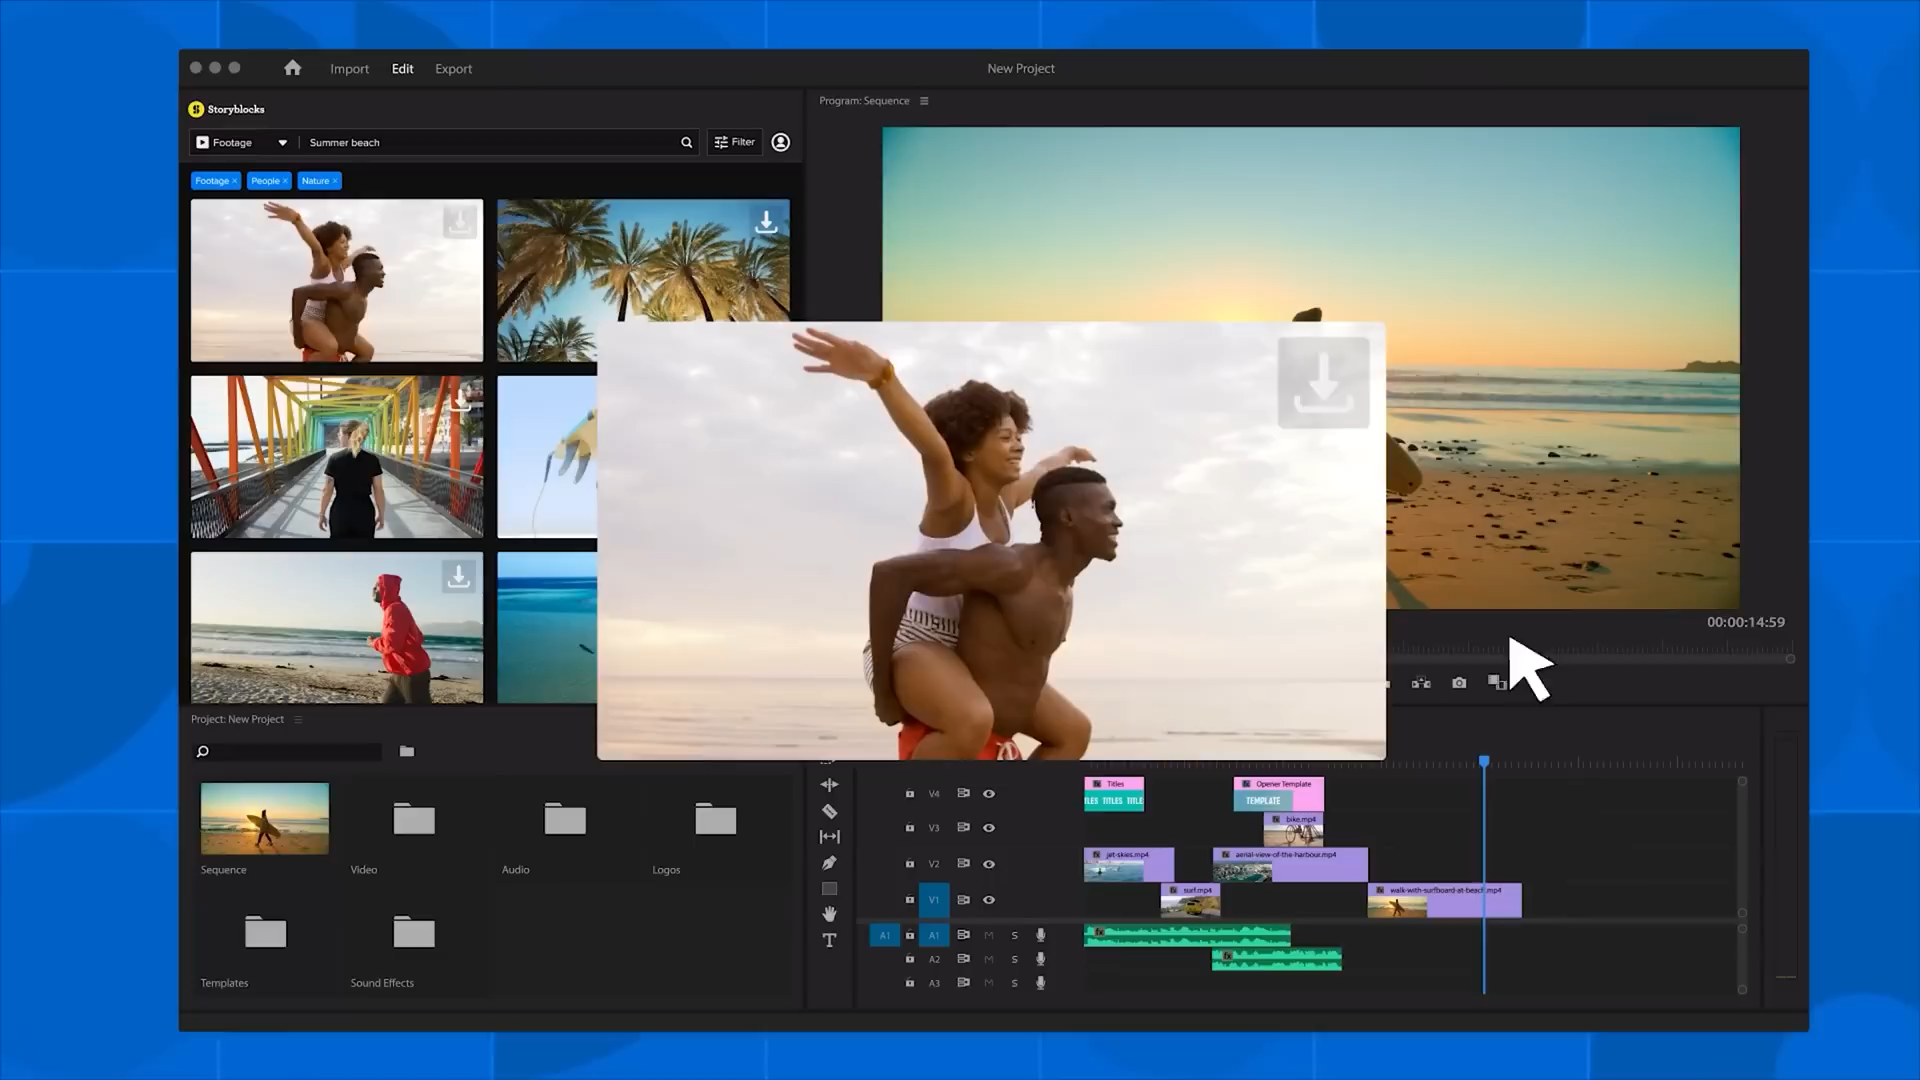 Import Edit Export New Project
Storyblocks
Program: Sequence
Footage Summer beach Filter
Footage × People × Nature ×
00:00:14:59
Project: New Project
Sequence Video Audio Logos
Templates Sound Effects
Titles Opener Template
TITLES TEMPLATE
V4
bike.mp4
V3
jet-skies.mp4 aerial-view-of-the-harbour.mp4
V2
surf.mp4 walk-with-surfboard-at-beach.mp4
V1
A1 A1 M S
A2 M S
A3 M S